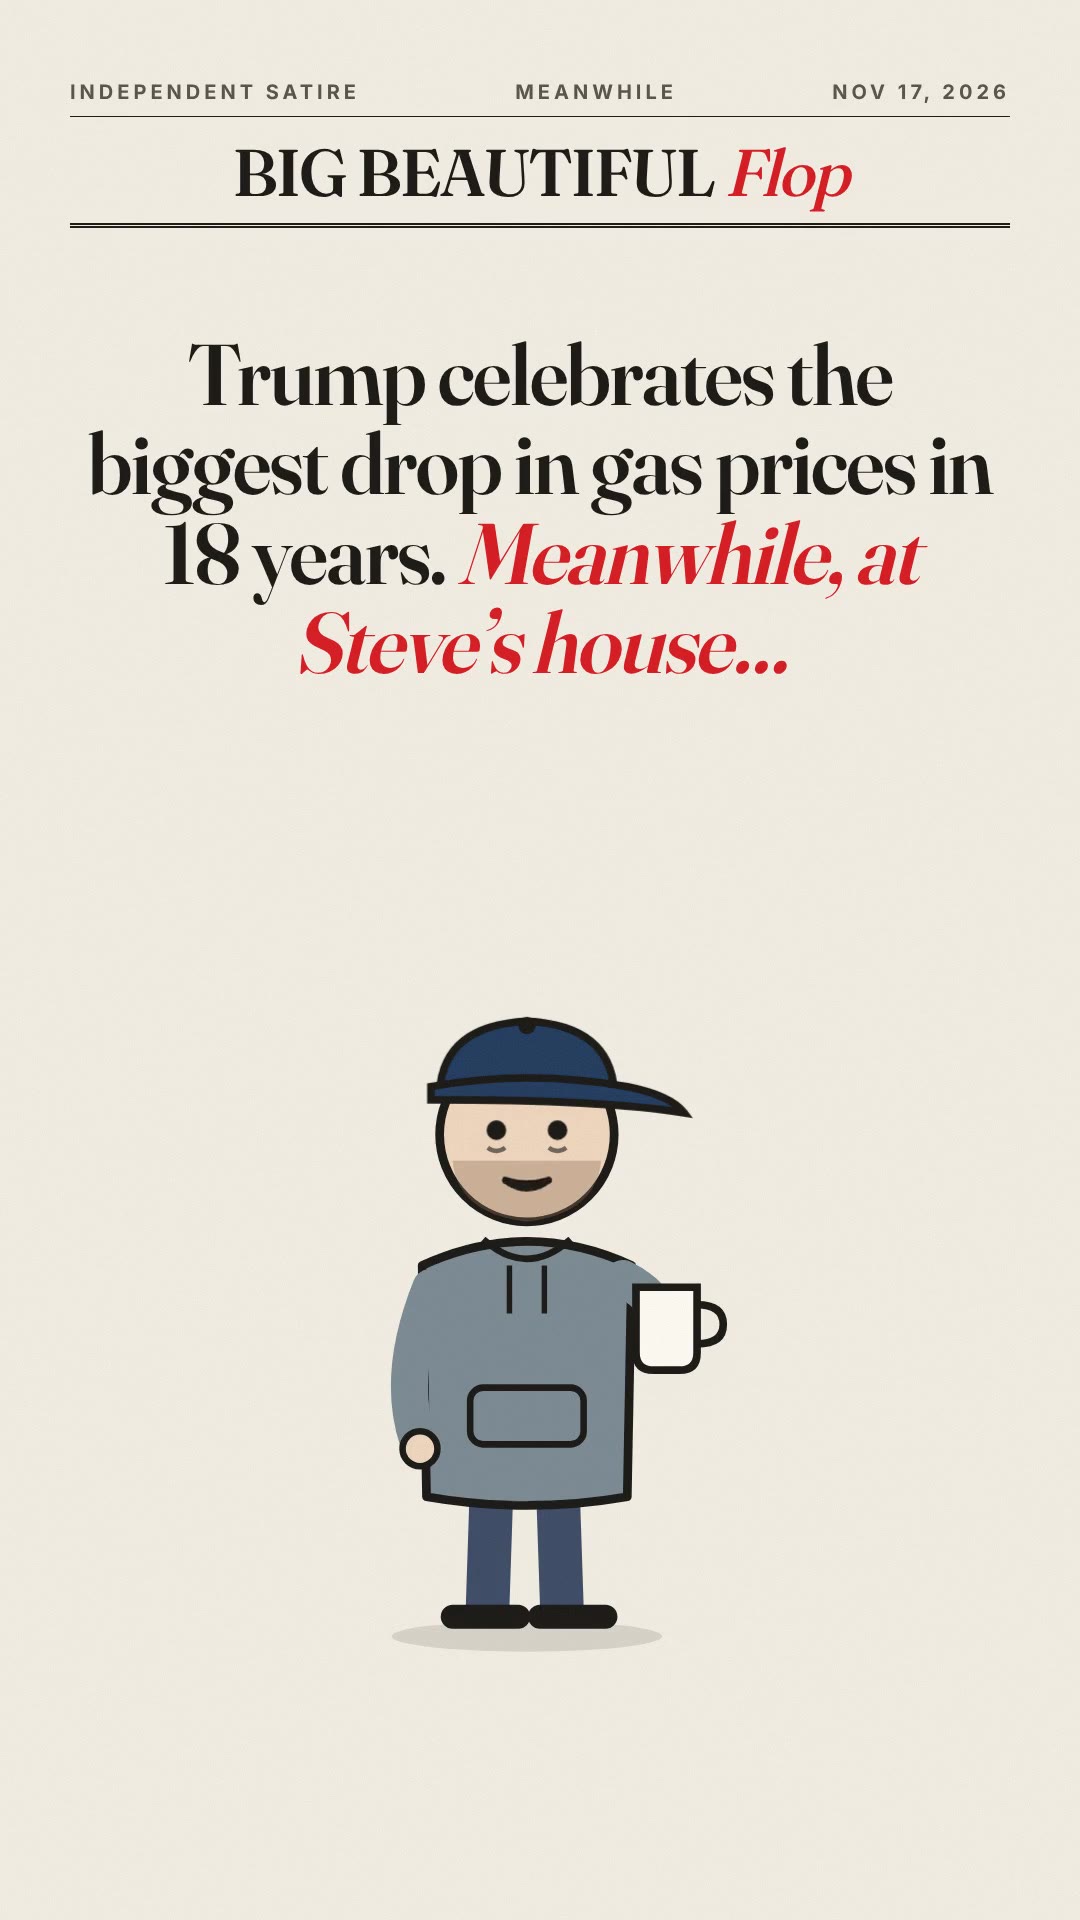 INDEPENDENT SATIRE MEANWHILE NOV 17, 2026
BIG BEAUTIFUL Flop
Trump celebrates the
biggest drop in gas prices in
18 years. Meanwhile, at
Steve’s house...